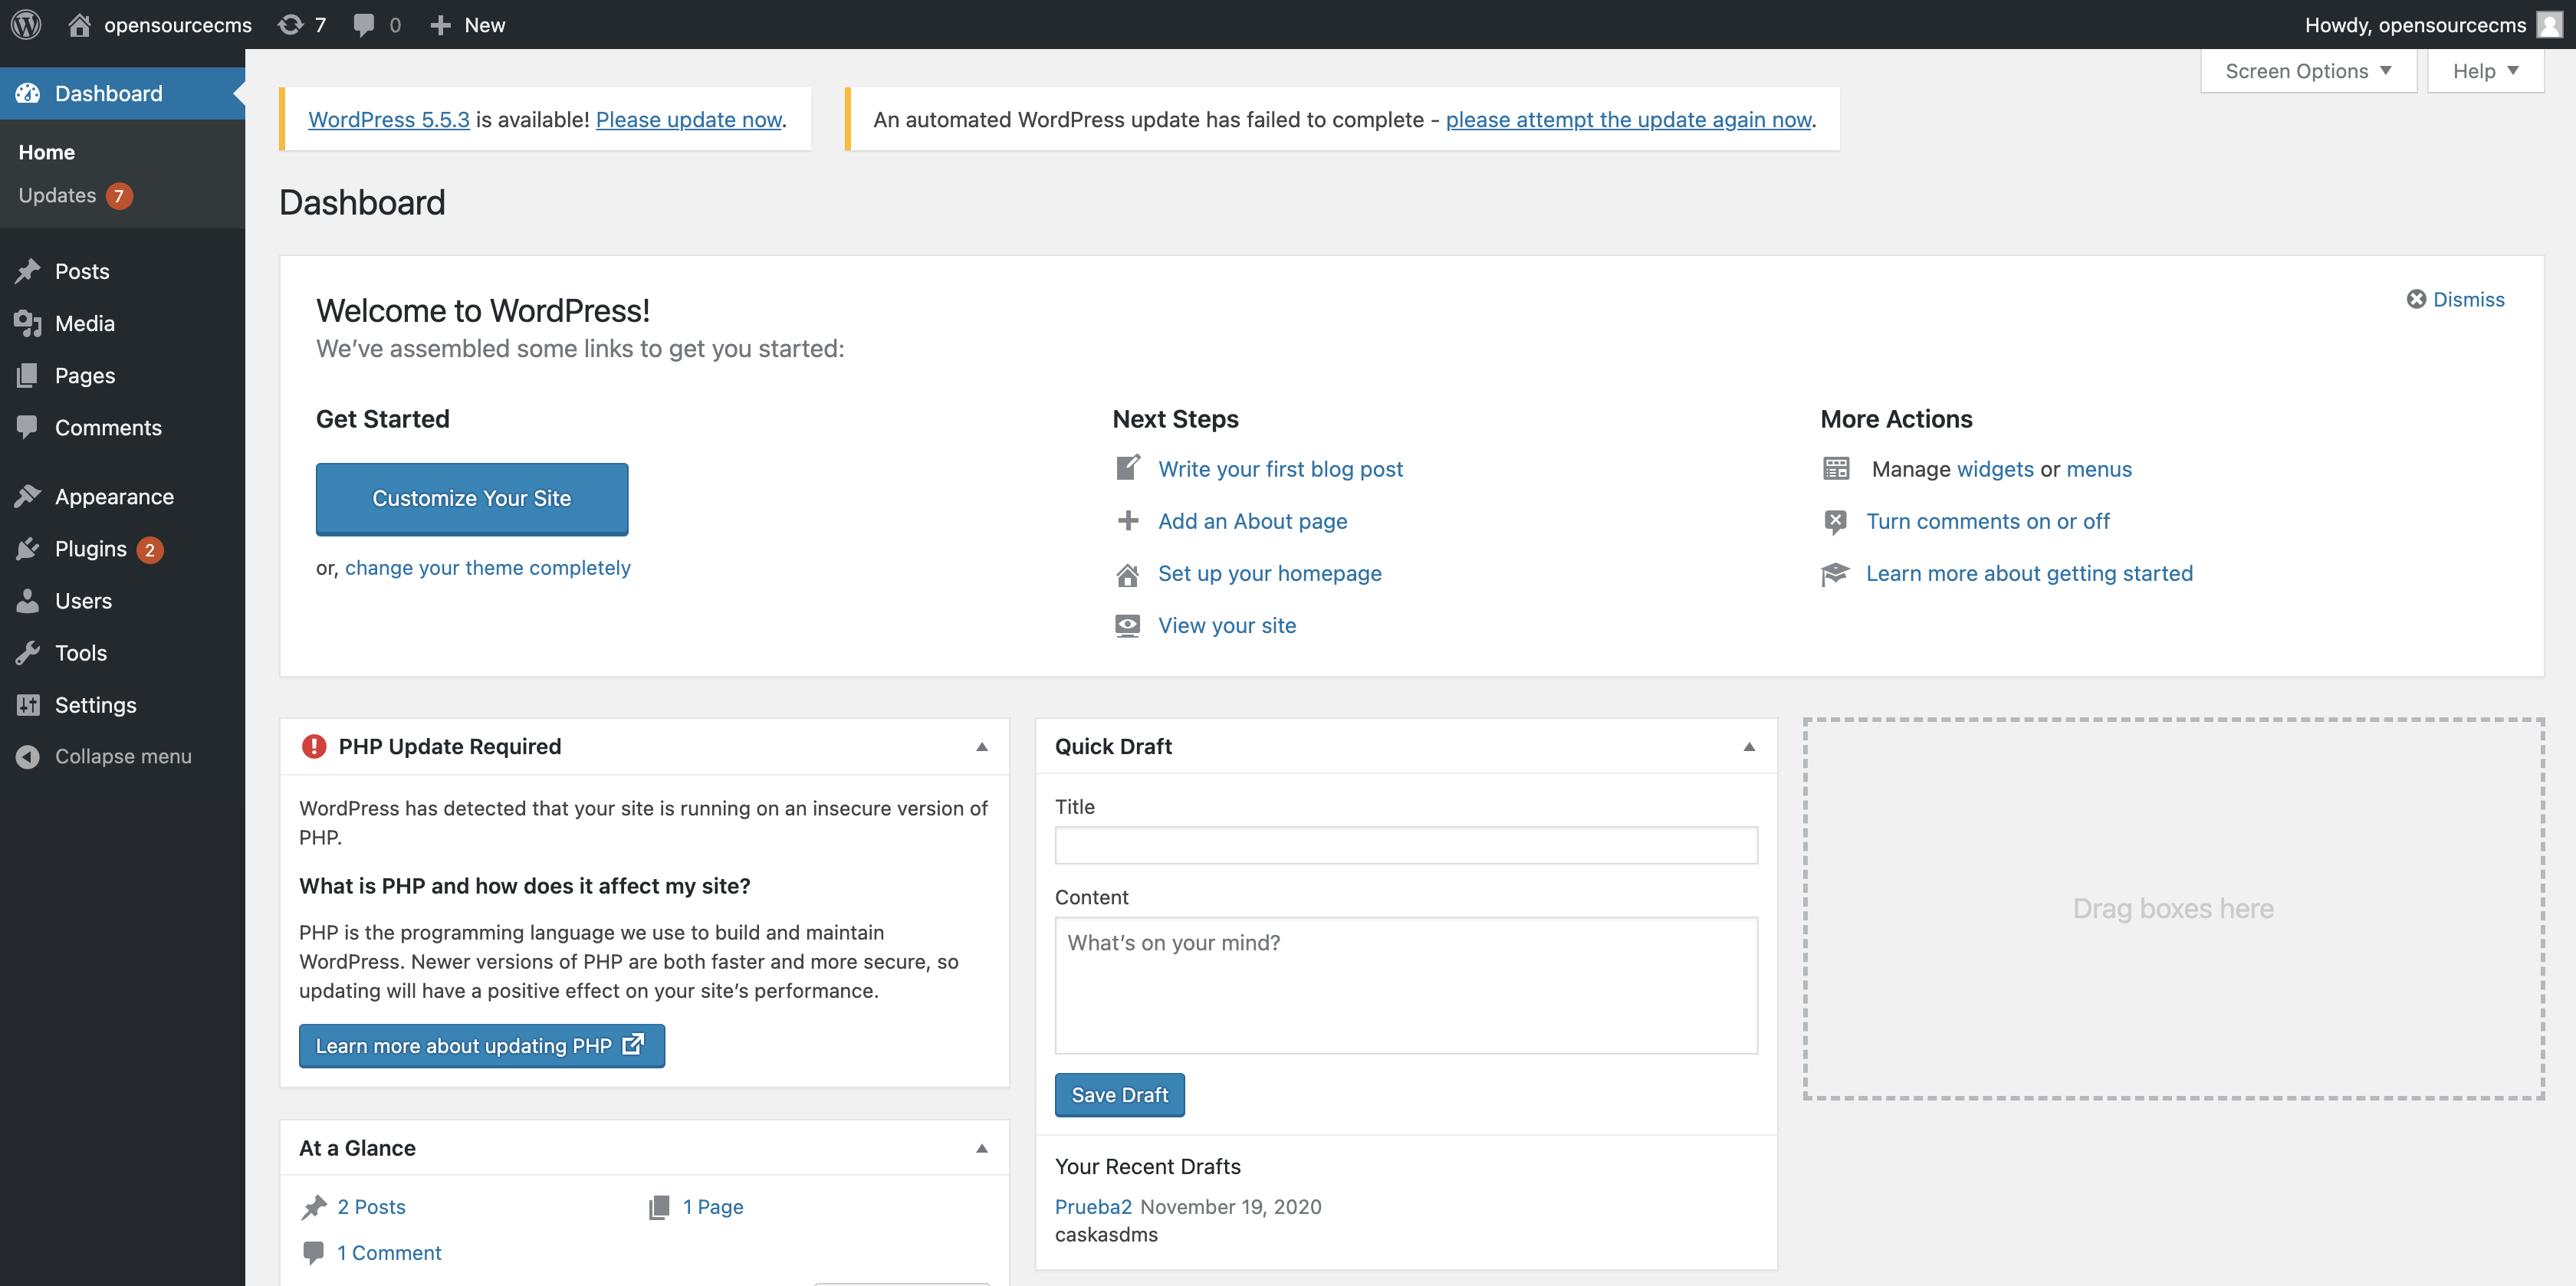 opensourcecms 7 0 New Howdy, opensourcecms
Screen Options Help
Dashboard
Home
Updates 7
Posts
Media
Pages
Comments
Appearance
Plugins 2
Users
Tools
Settings
Collapse menu
WordPress 5.5.3 is available! Please update now.
An automated WordPress update has failed to complete - please attempt the update again now.
Dashboard
Welcome to WordPress!
Dismiss
We’ve assembled some links to get you started:
Get Started
Customize Your Site
or, change your theme completely
Next Steps
Write your first blog post
Add an About page
Set up your homepage
View your site
More Actions
Manage widgets or menus
Turn comments on or off
Learn more about getting started
PHP Update Required
WordPress has detected that your site is running on an insecure version of
PHP.
What is PHP and how does it affect my site?
PHP is the programming language we use to build and maintain
WordPress. Newer versions of PHP are both faster and more secure, so
updating will have a positive effect on your site’s performance.
Learn more about updating PHP
At a Glance
2 Posts 1 Page
1 Comment
Quick Draft
Title
Content
What’s on your mind?
Save Draft
Your Recent Drafts
Prueba2 November 19, 2020
caskasdms
Drag boxes here